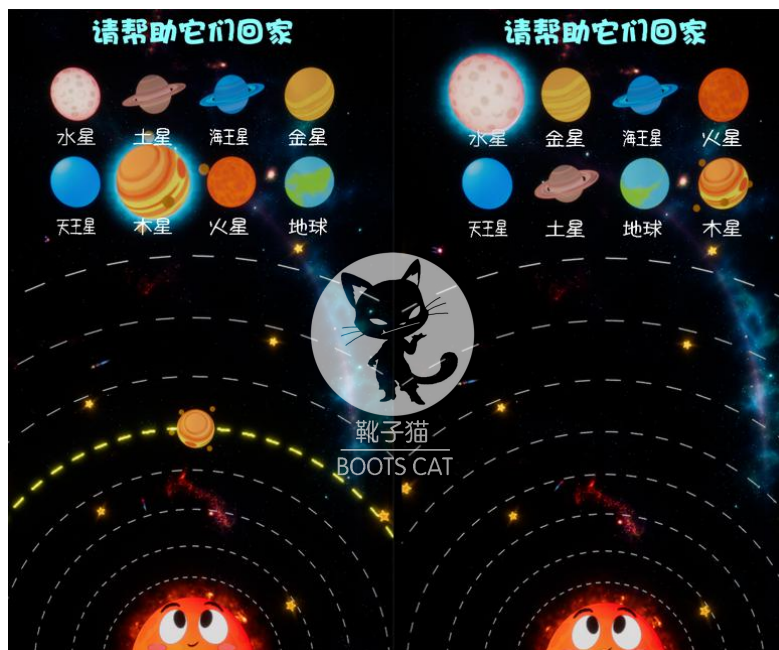 请帮助它们回家
水星 土星 海王星 金星
天王星 木星 火星 地球
请帮助它们回家
水星 金星 海王星 火星
天王星 土星 地球 木星
靴子猫
BOOTS CAT